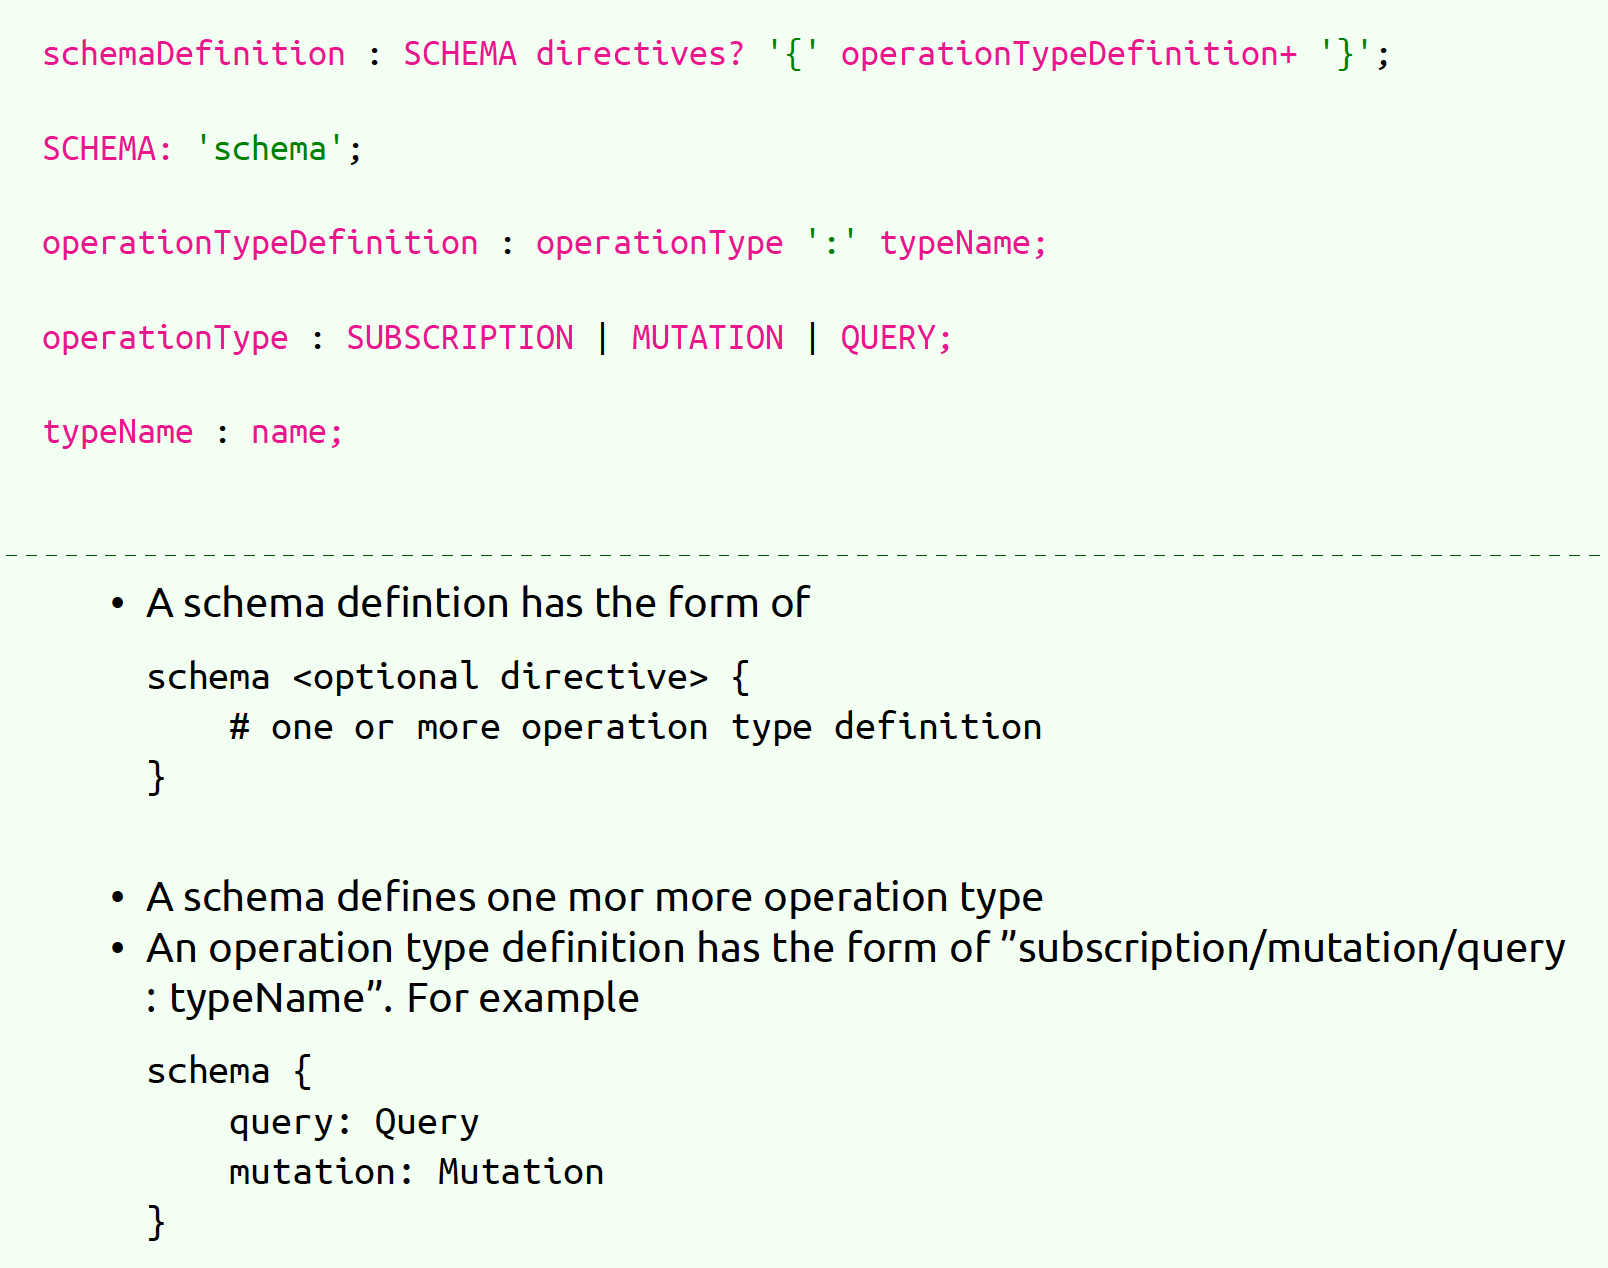 schemaDefinition : SCHEMA directives? '{' operationTypeDefinition+ '}';
SCHEMA: 'schema';
operationTypeDefinition : operationType ':' typeName;
operationType : SUBSCRIPTION | MUTATION | QUERY;
typeName : name;
• A schema defintion has the form of
schema <optional directive> {
    # one or more operation type definition
}
• A schema defines one mor more operation type
• An operation type definition has the form of ”subscription/mutation/query
: typeName”. For example
schema {
    query: Query
    mutation: Mutation
}